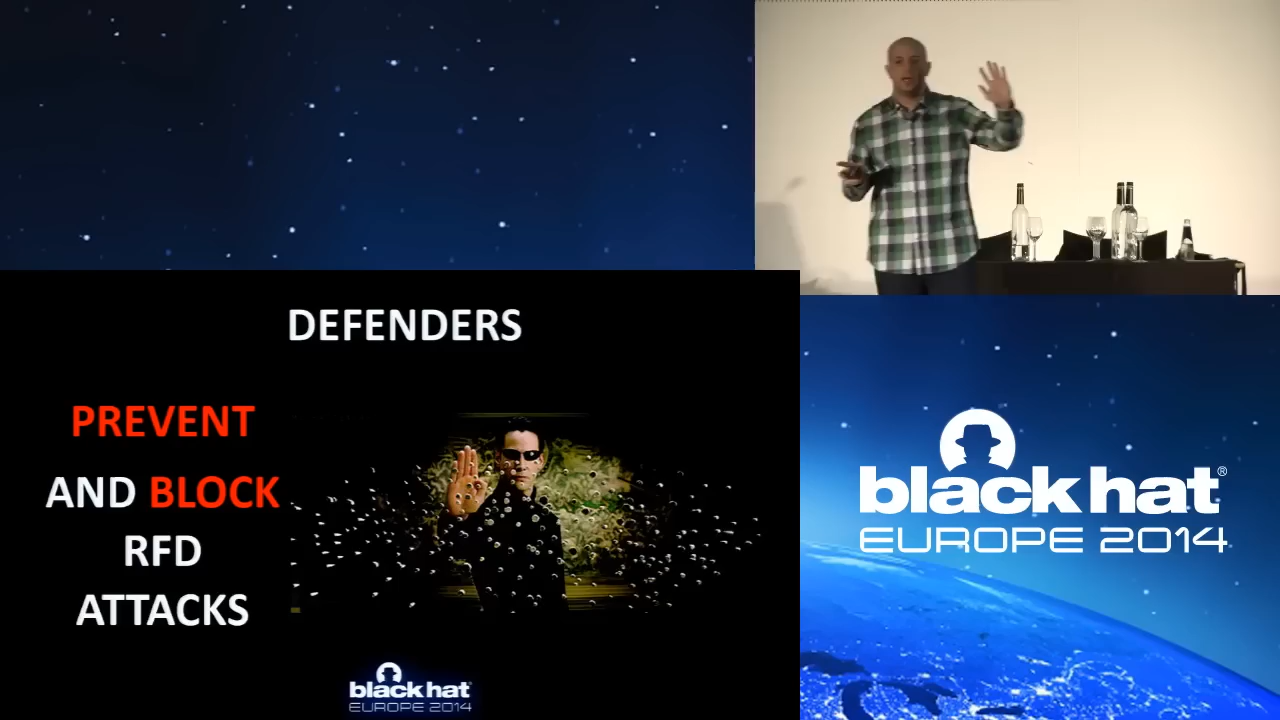 DEFENDERS
PREVENT
AND BLOCK
RFD
ATTACKS
black hat
EUROPE 2014
black hat®
EUROPE 2014